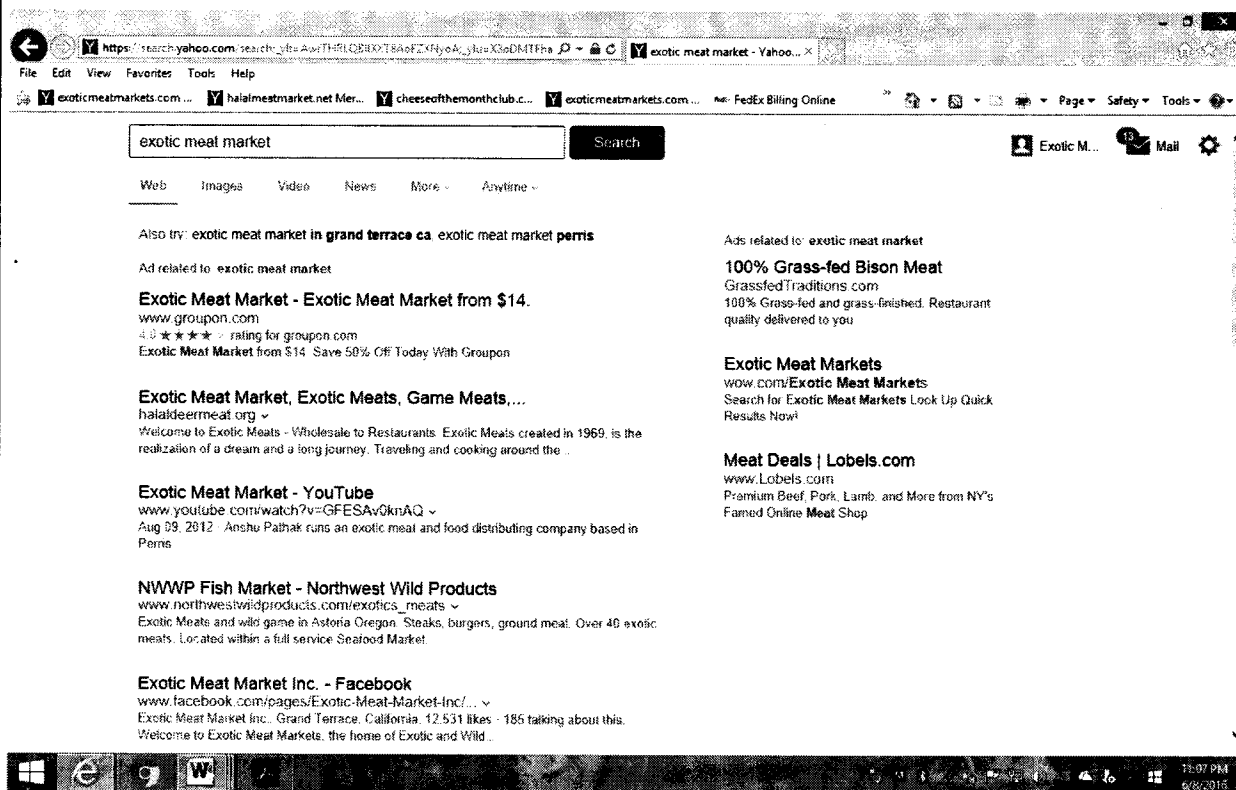 exotic meat market - Yahoo...
File Edit View Favorites Tools Help
exoticmeatmarkets.com ... halalmeatmarket.net Mer... cheeseofthemonthclub.c... exoticmeatmarkets.com ... FedEx Billing Online
Page Safety Tools
exotic meat market Search
Exotic M... 13 Mail
Web Images Video News More Anytime
Also try: exotic meat market in grand terrace ca, exotic meat market perris
Ad related to: exotic meat market
Exotic Meat Market - Exotic Meat Market from $14.
www.groupon.com
4.0 ★★★★ rating for groupon.com
Exotic Meat Market from $14. Save 50% Off Today With Groupon
Exotic Meat Market, Exotic Meats, Game Meats,...
halaldeermeat.org
Welcome to Exotic Meats - Wholesale to Restaurants. Exotic Meats created in 1969, is the
realization of a dream and a long journey. Traveling and cooking around the ...
Exotic Meat Market - YouTube
www.youtube.com/watch?v=GFESAv0knAQ
Aug 09, 2012 · Anshu Pathak runs an exotic meat and food distributing company based in
Perris
NWWP Fish Market - Northwest Wild Products
www.northwestwildproducts.com/exotics_meats
Exotic Meats and wild game in Astoria Oregon. Steaks, burgers, ground meat. Over 40 exotic
meats. Located within a full service Seafood Market.
Exotic Meat Market Inc. - Facebook
www.facebook.com/pages/Exotic-Meat-Market-Inc/...
Exotic Meat Market Inc., Grand Terrace, California. 12,531 likes · 185 talking about this.
Welcome to Exotic Meat Markets, the home of Exotic and Wild...
Ads related to: exotic meat market
100% Grass-fed Bison Meat
GrassfedTraditions.com
100% Grass-fed and grass-finished. Restaurant
quality delivered to you
Exotic Meat Markets
wow.com/Exotic Meat Markets
Search for Exotic Meat Markets Look Up Quick
Results Now!
Meat Deals | Lobels.com
www.Lobels.com
Premium Beef, Pork, Lamb, and More from NY's
Famed Online Meat Shop
11:07 PM
6/8/2016